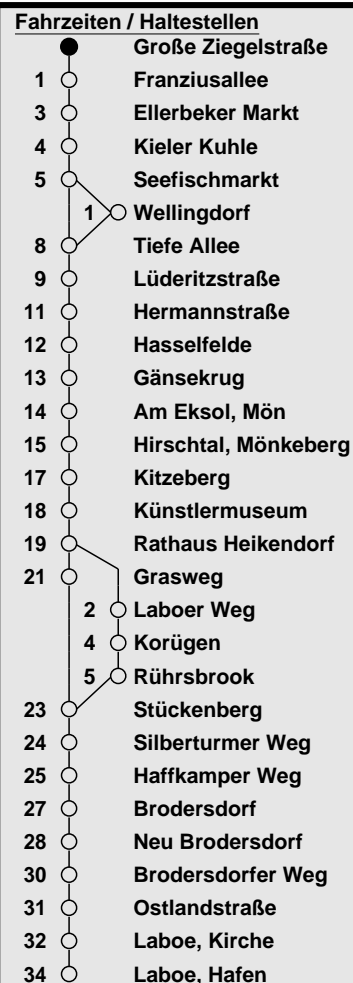 Fahrzeiten / Haltestellen
Große Ziegelstraße
1 Franziusallee
3 Ellerbeker Markt
4 Kieler Kuhle
5 Seefischmarkt
1 Wellingdorf
8 Tiefe Allee
9 Lüderitzstraße
11 Hermannstraße
12 Hasselfelde
13 Gänsekrug
14 Am Eksol, Mön
15 Hirschtal, Mönkeberg
17 Kitzeberg
18 Künstlermuseum
19 Rathaus Heikendorf
21 Grasweg
2 Laboer Weg
4 Korügen
5 Rührsbrook
23 Stückenberg
24 Silberturmer Weg
25 Haffkamper Weg
27 Brodersdorf
28 Neu Brodersdorf
30 Brodersdorfer Weg
31 Ostlandstraße
32 Laboe, Kirche
34 Laboe, Hafen